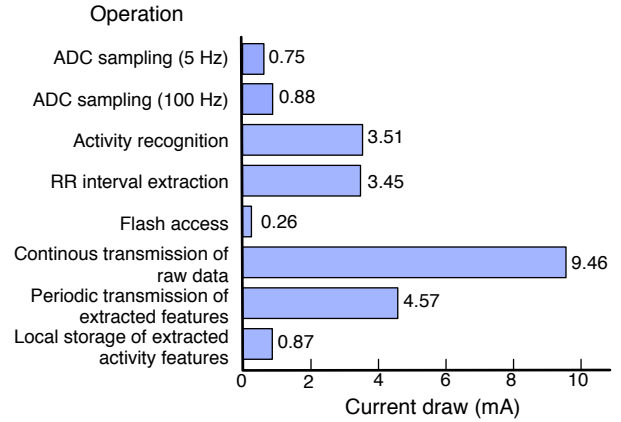 Operation
ADC sampling (5 Hz) 0.75
ADC sampling (100 Hz) 0.88
Activity recognition 3.51
RR interval extraction 3.45
Flash access 0.26
Continous transmission of
raw data 9.46
Periodic transmission of
extracted features 4.57
Local storage of extracted
activity features 0.87
0 2 4 6 8 10
Current draw (mA)